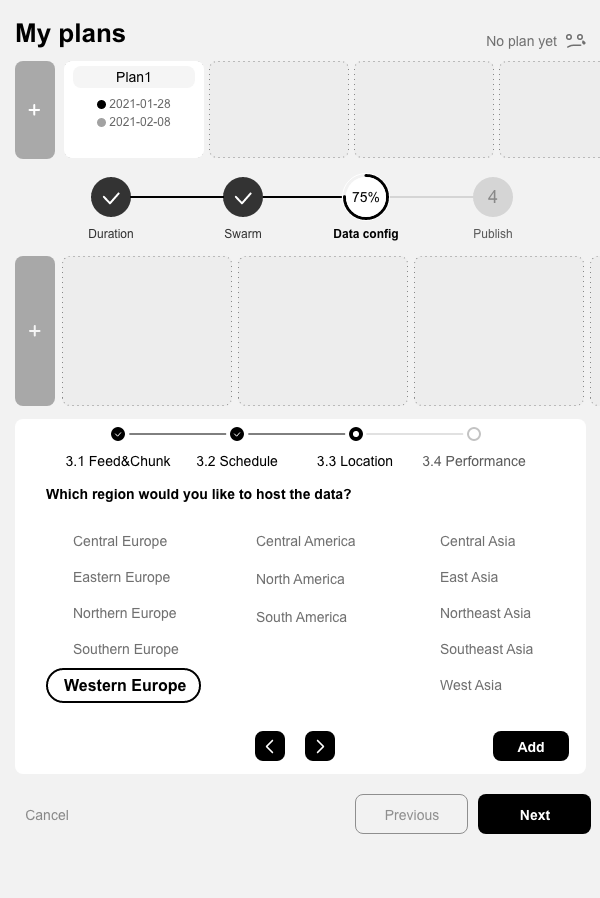 My plans
No plan yet
+
Plan1
2021-01-28
2021-02-08
75%
4
Duration
Swarm
Data config
Publish
+
3.1 Feed&Chunk
3.2 Schedule
3.3 Location
3.4 Performance
Which region would you like to host the data?
Central Europe
Eastern Europe
Northern Europe
Southern Europe
Western Europe
Central America
North America
South America
Central Asia
East Asia
Northeast Asia
Southeast Asia
West Asia
Add
Cancel
Previous
Next